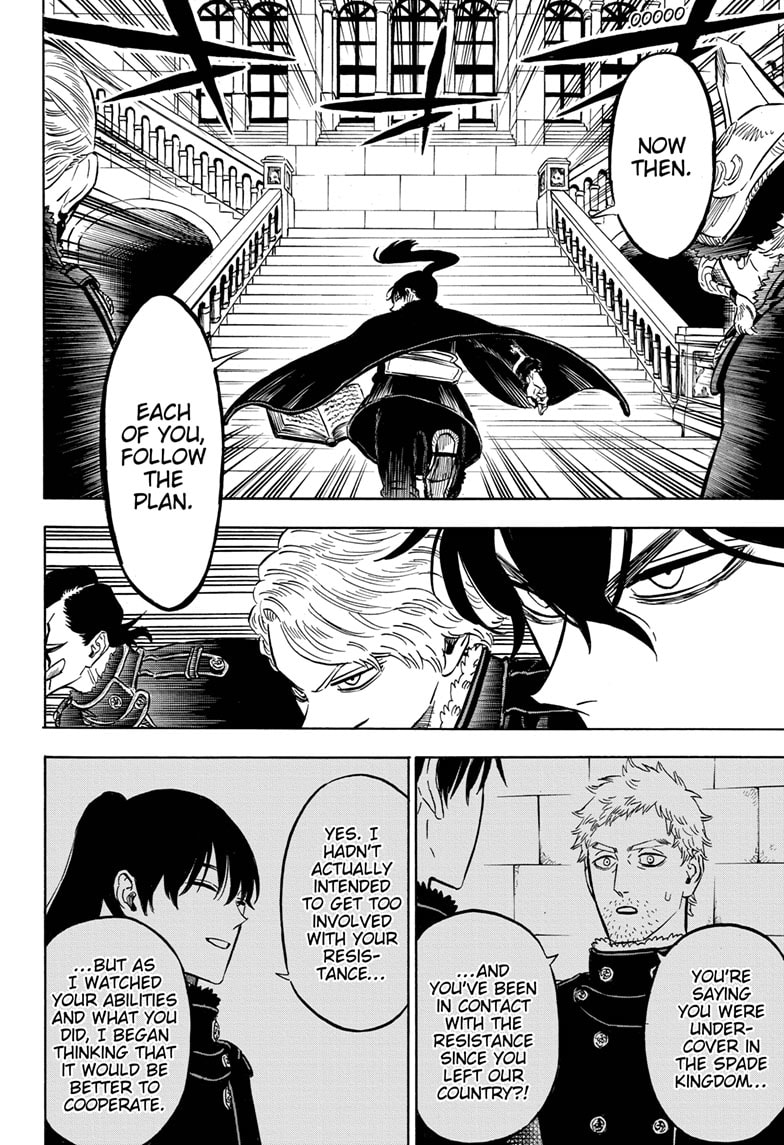 OOOOO
NOW
THEN.
EACH
OF YOU,
FOLLOW
THE
PLAN.
YOU'RE
SAYING
YOU WERE
UNDER-
COVER IN
THE SPADE
KINGDOM...
...AND
YOU'VE BEEN
IN CONTACT
WITH THE
RESISTANCE
SINCE YOU
LEFT OUR
COUNTRY?!
YES. I
HADN'T
ACTUALLY
INTENDED
TO GET TOO
INVOLVED
WITH YOUR
RESIS-
TANCE...
...BUT AS
I WATCHED
YOUR ABILITIES
AND WHAT YOU
DID, I BEGAN
THINKING THAT
IT WOULD BE
BETTER TO
COOPERATE.